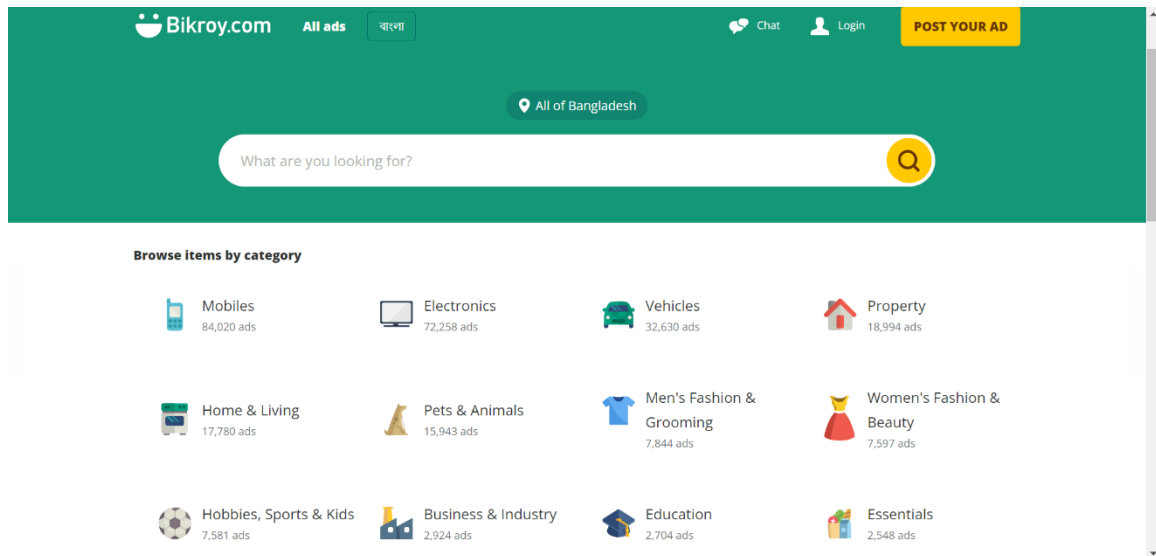 Bikroy.com All ads বাংলা Chat Login POST YOUR AD
All of Bangladesh
What are you looking for?
Browse items by category
Mobiles
84,020 ads
Electronics
72,258 ads
Vehicles
32,630 ads
Property
18,994 ads
Home & Living
17,780 ads
Pets & Animals
15,943 ads
Men's Fashion &
Grooming
7,844 ads
Women's Fashion &
Beauty
7,597 ads
Hobbies, Sports & Kids
7,581 ads
Business & Industry
2,924 ads
Education
2,704 ads
Essentials
2,548 ads